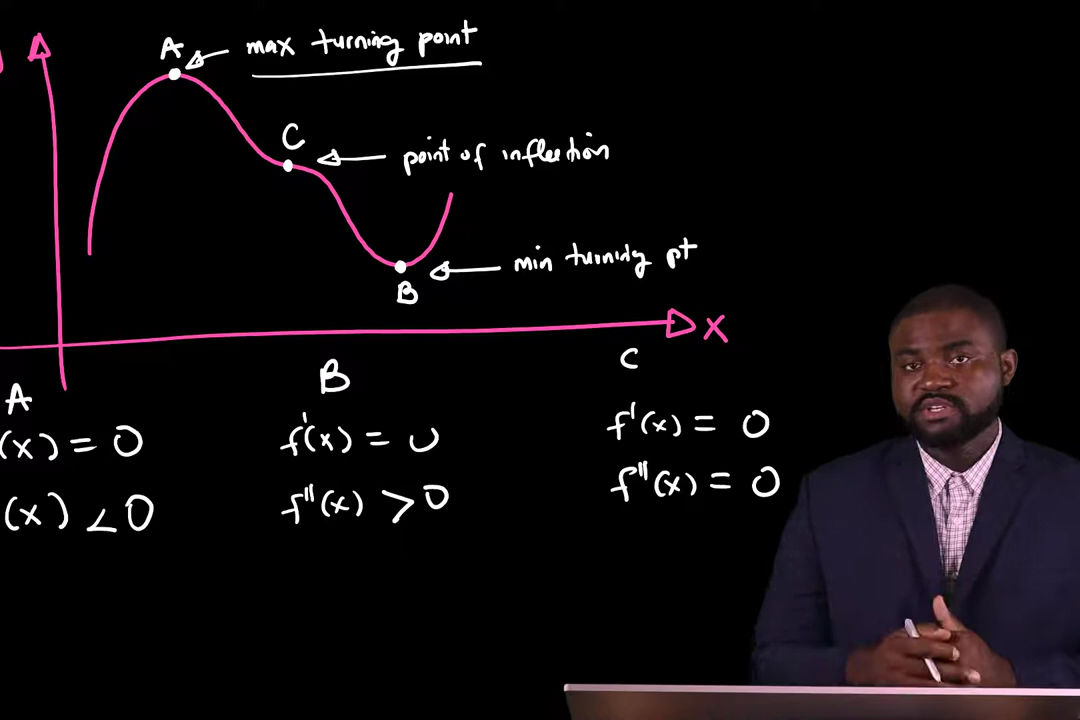 A
max turning point
C
point of inflection
min turning pt
B
X
A B C
(x) = 0 f'(x) = 0 f'(x) = 0
(x) < 0 f''(x) > 0 f''(x) = 0